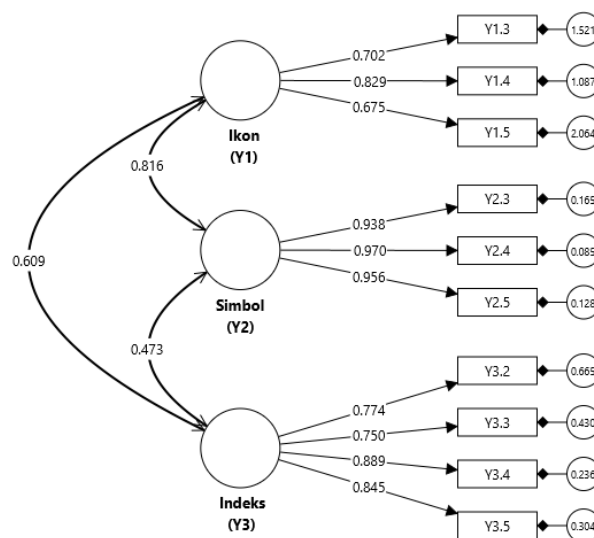 Y1.3
1.521
0.702
0.829
Y1.4
1.087
0.675
Ikon
(Y1)
Y1.5
2.064
0.816
Y2.3
0.165
0.938
0.970
Y2.4
0.085
0.956
0.609
Simbol
(Y2)
Y2.5
0.128
0.473
Y3.2
0.665
0.774
0.750
Y3.3
0.430
0.889
Y3.4
0.236
0.845
Indeks
(Y3)
Y3.5
0.304